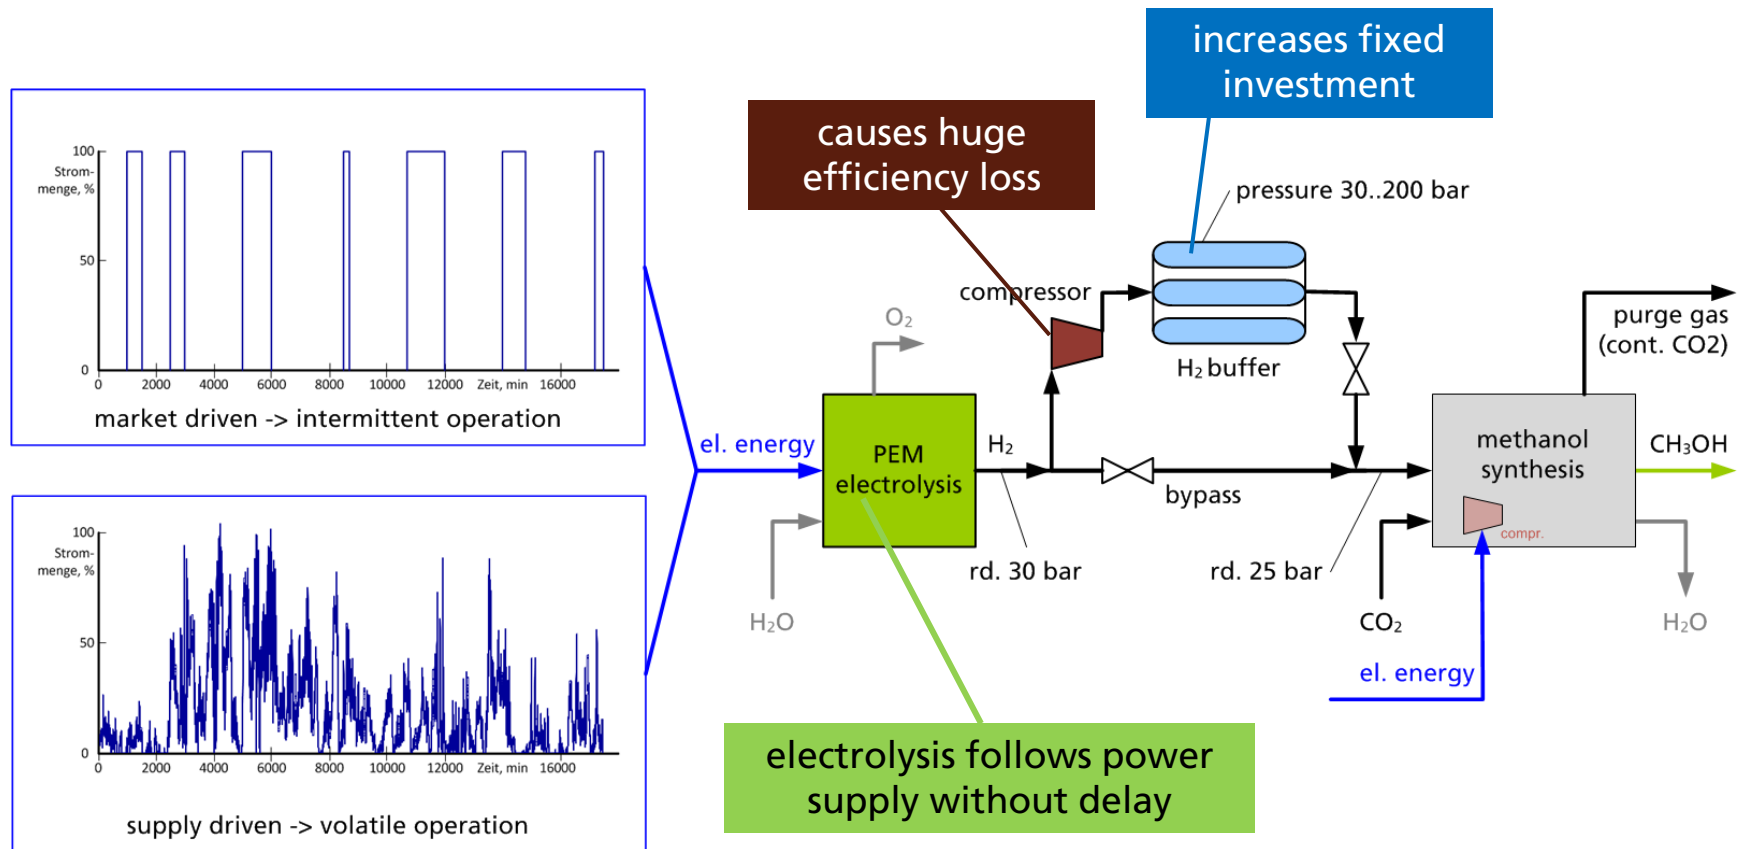 increases fixed
investment
causes huge
efficiency loss
100
Strom-
menge, %
50
0
0 2000 4000 6000 8000 10000 12000 Zeit, min 16000
market driven -> intermittent operation
pressure 30..200 bar
compressor
O₂
H₂ buffer
purge gas
(cont. CO2)
el. energy
PEM
electrolysis
H₂
bypass
methanol
synthesis
CH₃OH
compr.
rd. 30 bar
rd. 25 bar
H₂O
CO₂
H₂O
el. energy
100
Strom-
menge, %
50
0
0 2000 4000 6000 8000 10000 12000 Zeit, min 16000
supply driven -> volatile operation
electrolysis follows power
supply without delay